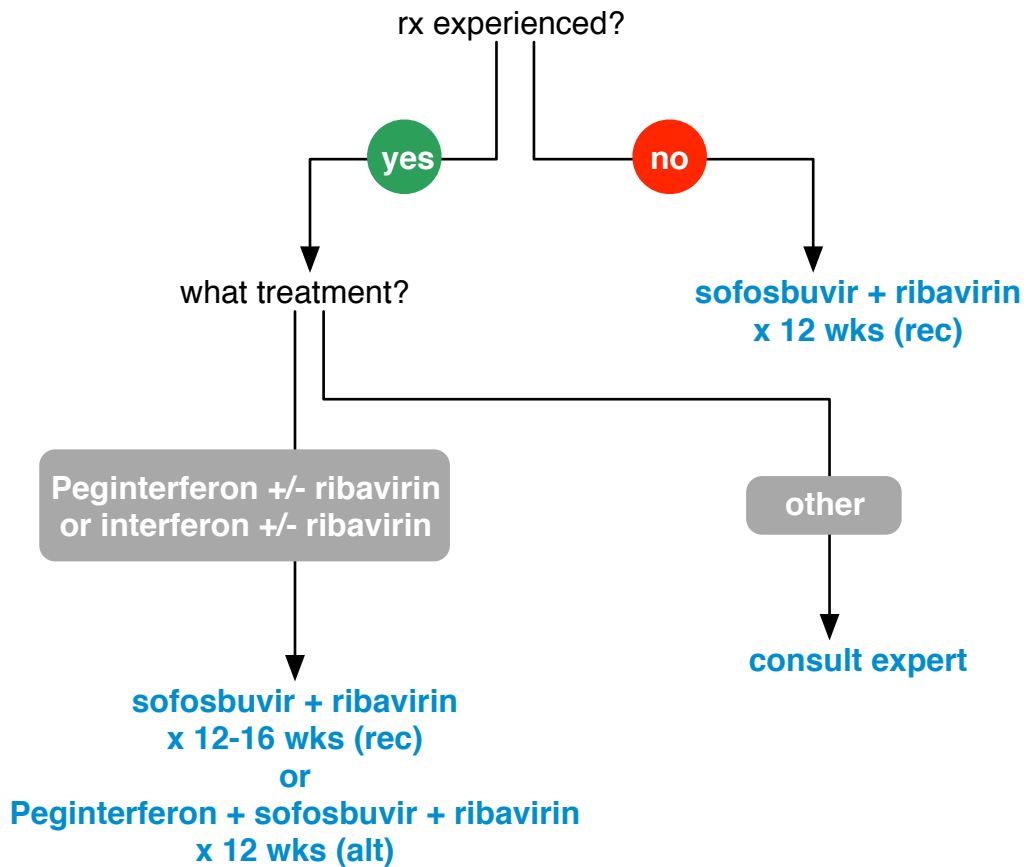 rx experienced?
yes
no
what treatment?
sofosbuvir + ribavirin
x 12 wks (rec)
Peginterferon +/- ribavirin
or interferon +/- ribavirin
other
consult expert
sofosbuvir + ribavirin
x 12-16 wks (rec)
or
Peginterferon + sofosbuvir + ribavirin
x 12 wks (alt)